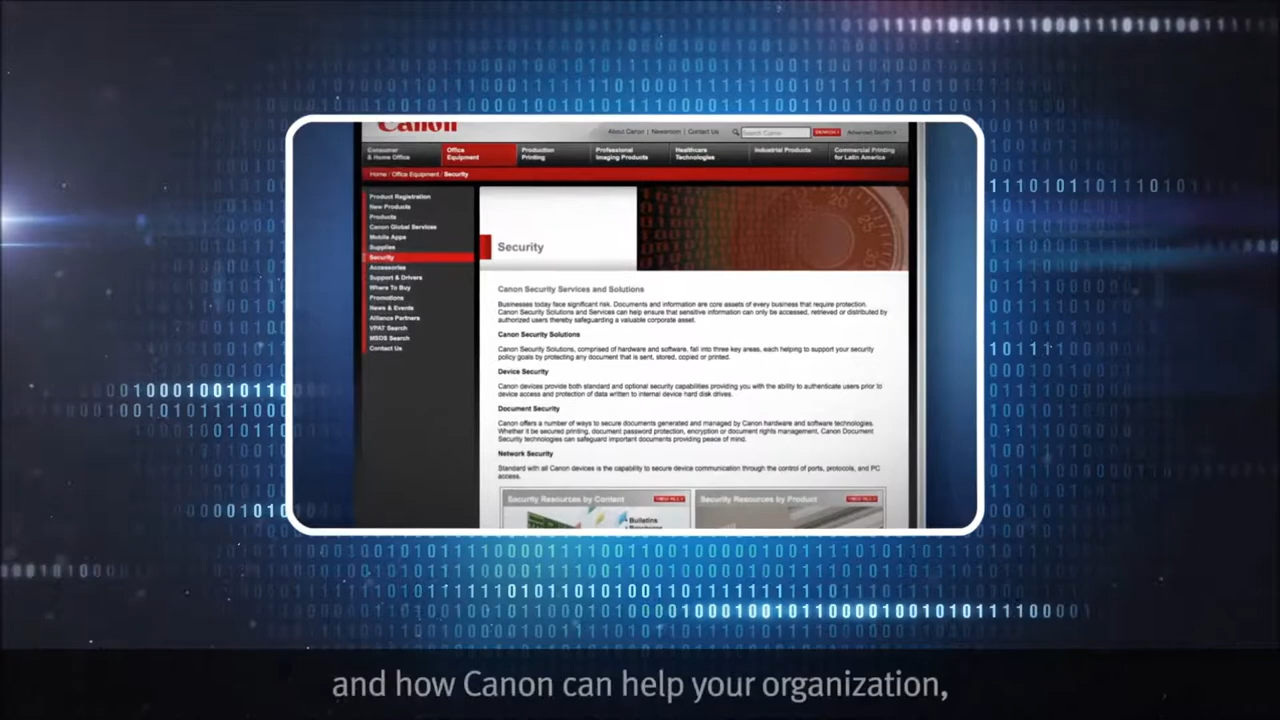 Canon
About Canon | Newsroom | Contact Us
Search Canon
SEARCH
Advanced Search >
Consumer
& Home Office
Office
Equipment
Production
Printing
Professional
Imaging Products
Healthcare
Technologies
Industrial Products
Commercial Printing
for Latin America
Home / Office Equipment / Security
Product Registration
New Products
Products
Canon Global Services
Mobile Apps
Supplies
Security
Accessories
Support & Drivers
Where To Buy
Promotions
News & Events
Alliance Partners
VPAT Search
MSDS Search
Contact Us
Security
20
25
Canon Security Services and Solutions
Businesses today face significant risk. Documents and information are core assets of every business that require protection.
Canon Security Solutions and Services can help ensure that sensitive information can only be accessed, retrieved or distributed by
authorized users thereby safeguarding a valuable corporate asset.
Canon Security Solutions
Canon Security Solutions, comprised of hardware and software, fall into three key areas, each helping to support your security
policy goals by protecting any document that is sent, stored, copied or printed.
Device Security
Canon devices provide both standard and optional security capabilities providing you with the ability to authenticate users prior to
device access and protection of data written to internal device hard disk drives.
Document Security
Canon offers a number of ways to secure documents generated and managed by Canon hardware and software technologies.
Whether it be secured printing, document password protection, encryption or document rights management, Canon Document
Security technologies can safeguard important documents providing peace of mind.
Network Security
Standard with all Canon devices is the capability to secure device communication through the control of ports, protocols, and PC
access.
Security Resources by Content
Security Resources by Product
Bulletins
and how Canon can help your organization,